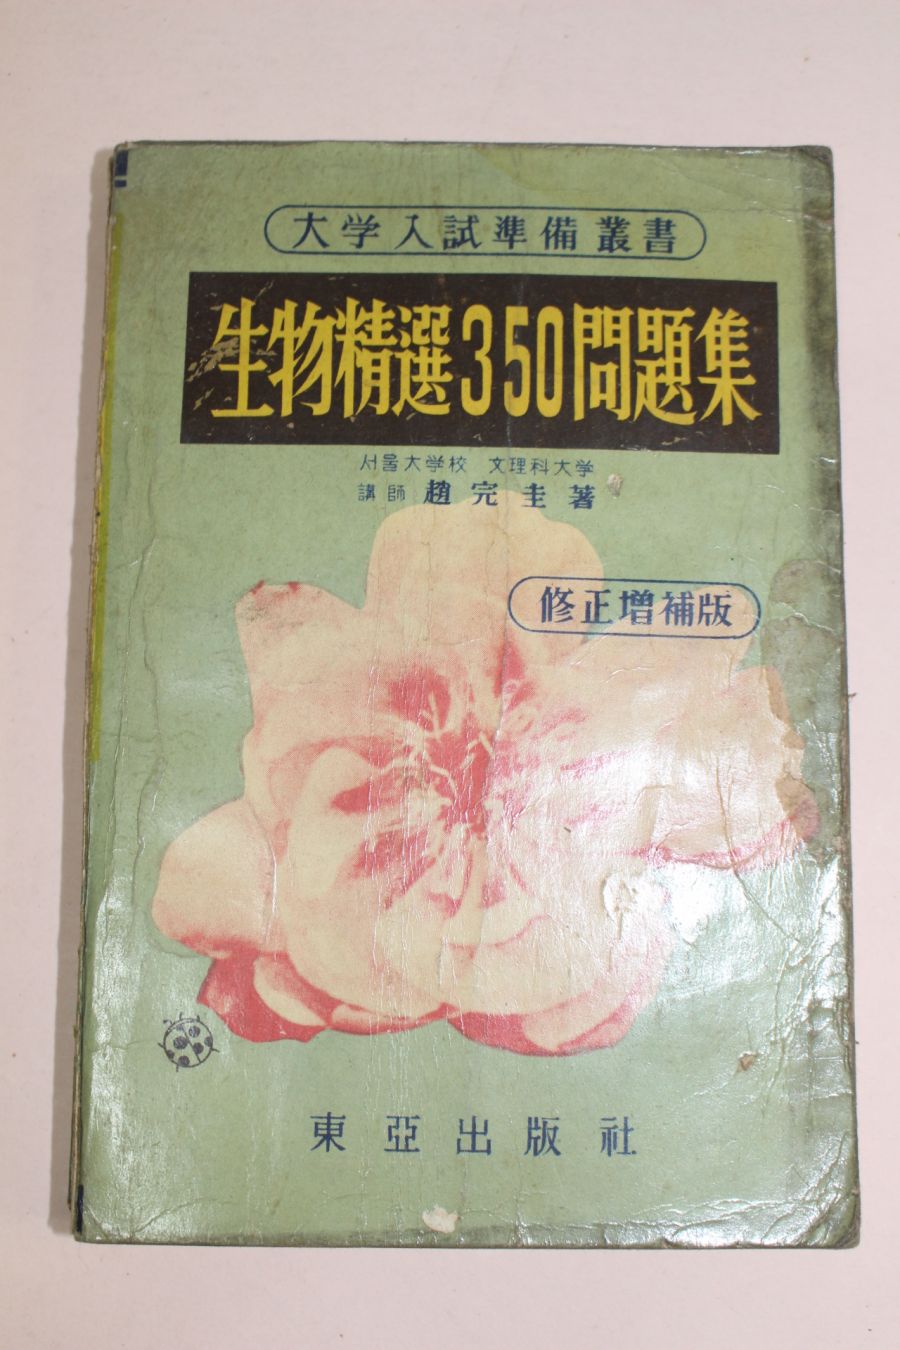 大学入試準備叢書
生物精選350問題集
서울大学校 文理科大学
講師 趙完圭著
修正增補版
東亞出版社